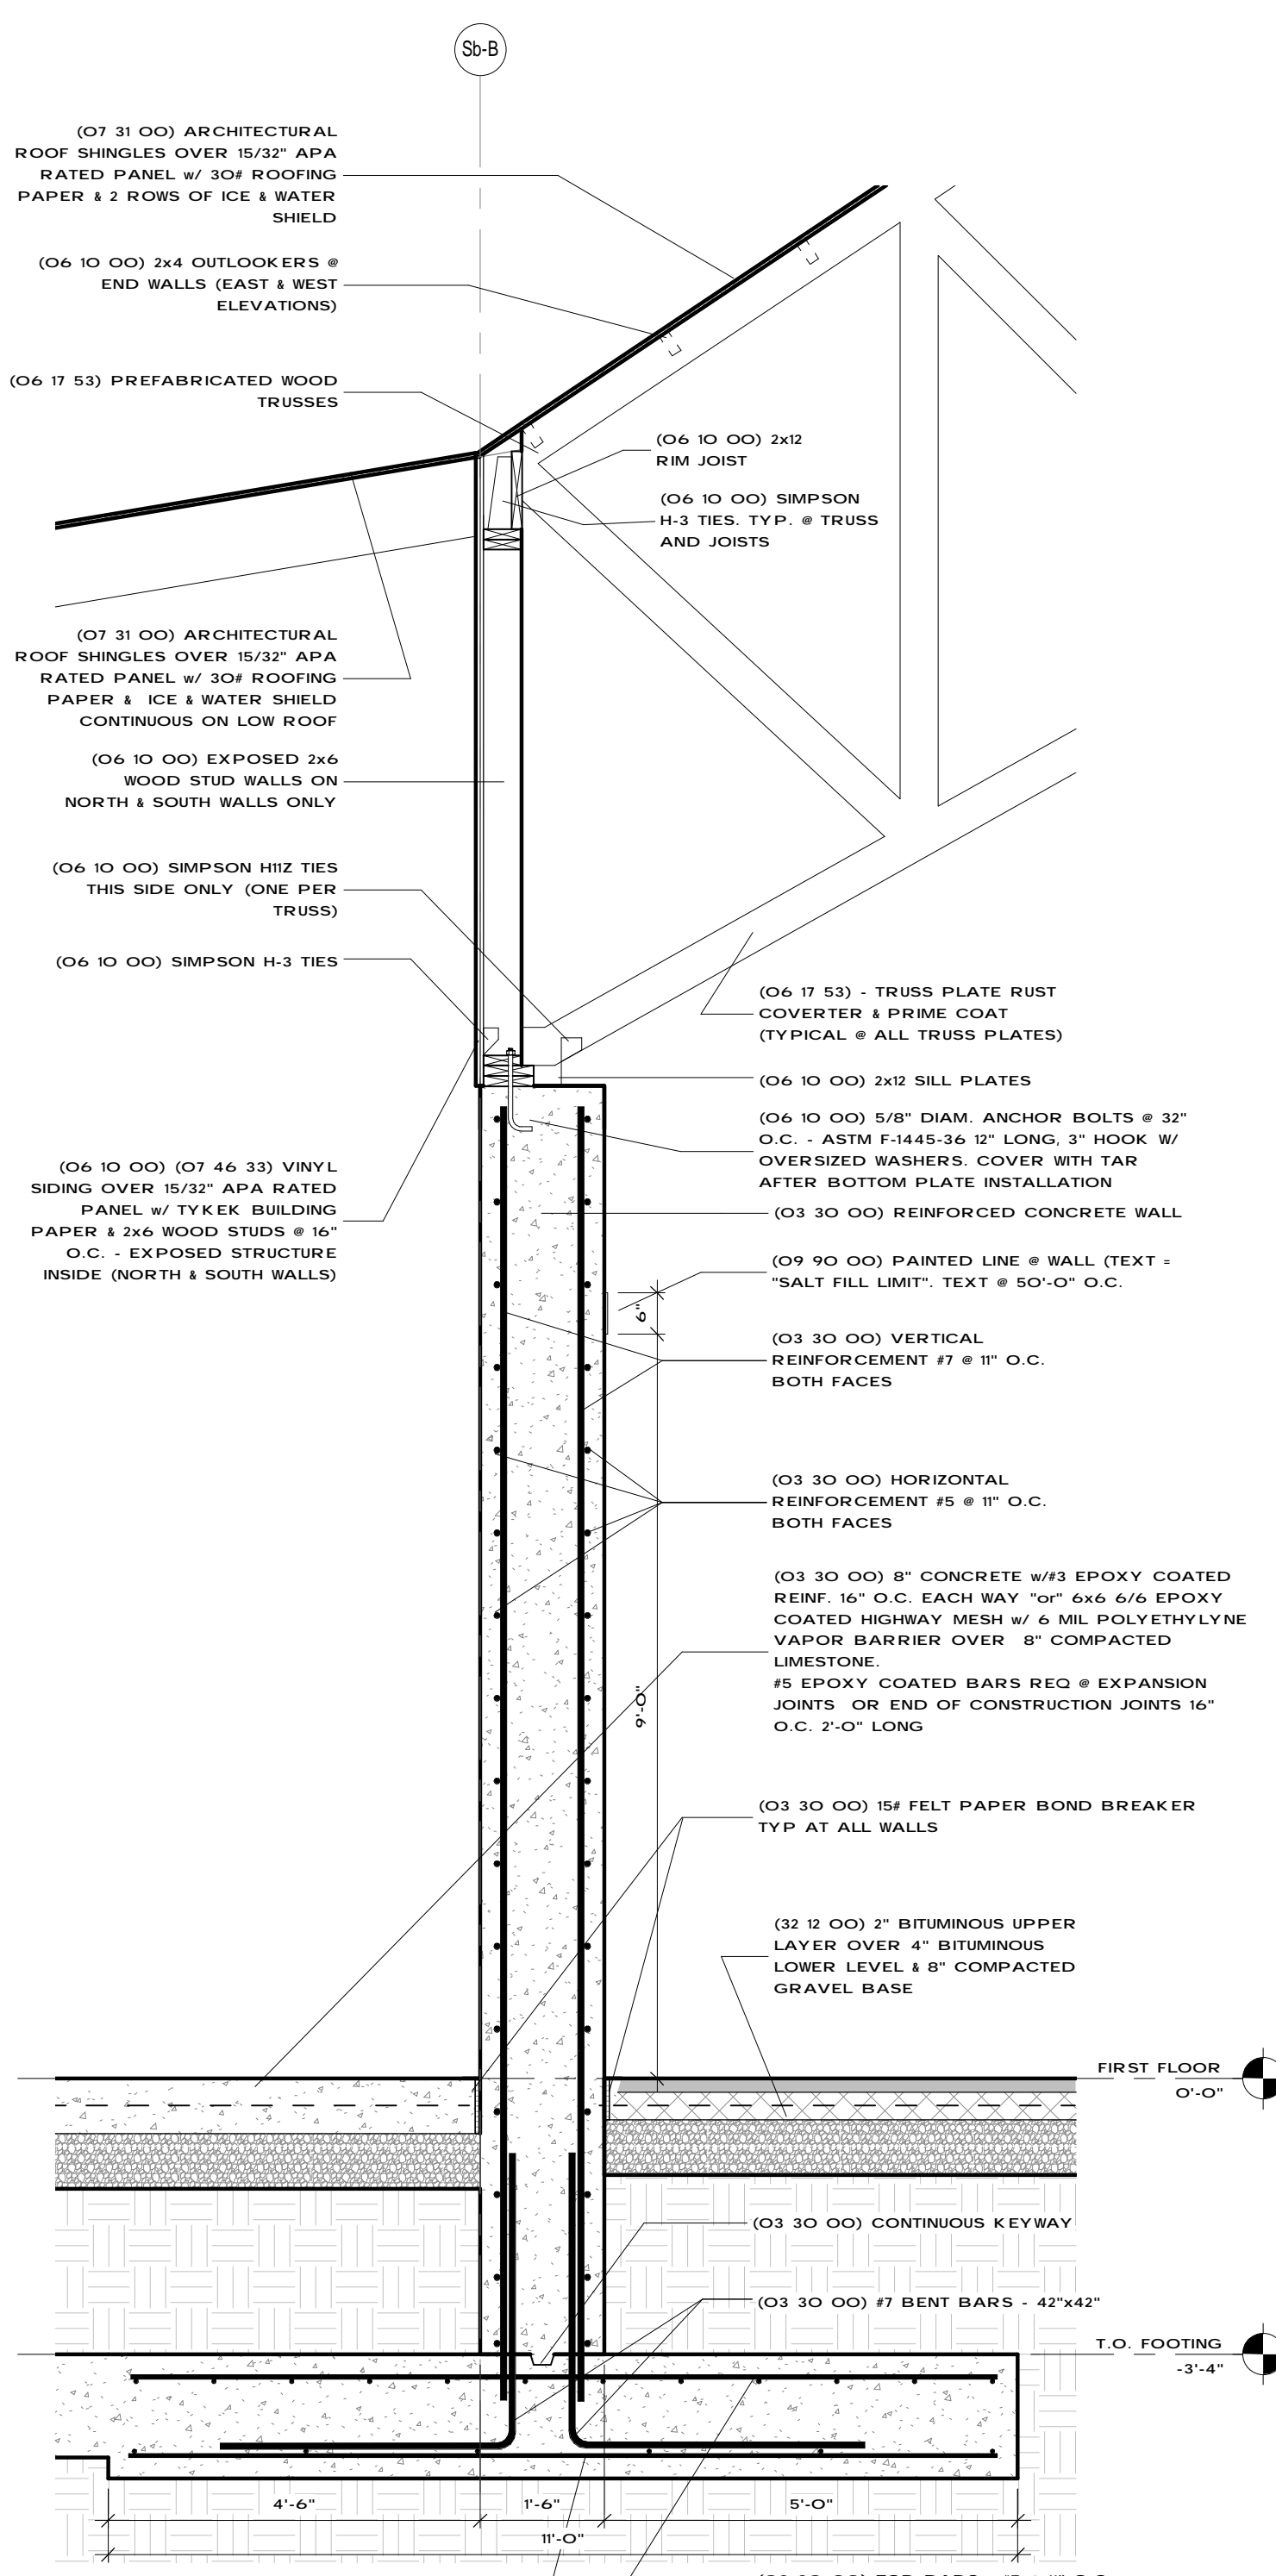 Sb-B
(07 31 00) ARCHITECTURAL
ROOF SHINGLES OVER 15/32" APA
RATED PANEL w/ 30# ROOFING
PAPER & 2 ROWS OF ICE & WATER
SHIELD
(06 10 00) 2x4 OUTLOOKERS @
END WALLS (EAST & WEST
ELEVATIONS)
(06 17 53) PREFABRICATED WOOD
TRUSSES
(06 10 00) 2x12
RIM JOIST
(06 10 00) SIMPSON
H-3 TIES. TYP. @ TRUSS
AND JOISTS
(07 31 00) ARCHITECTURAL
ROOF SHINGLES OVER 15/32" APA
RATED PANEL w/ 30# ROOFING
PAPER & ICE & WATER SHIELD
CONTINUOUS ON LOW ROOF
(06 10 00) EXPOSED 2x6
WOOD STUD WALLS ON
NORTH & SOUTH WALLS ONLY
(06 10 00) SIMPSON H11Z TIES
THIS SIDE ONLY (ONE PER
TRUSS)
(06 10 00) SIMPSON H-3 TIES
(06 17 53) - TRUSS PLATE RUST
COVERTER & PRIME COAT
(TYPICAL @ ALL TRUSS PLATES)
(06 10 00) 2x12 SILL PLATES
(06 10 00) 5/8" DIAM. ANCHOR BOLTS @ 32"
O.C. - ASTM F-1445-36 12" LONG, 3" HOOK W/
OVERSIZED WASHERS. COVER WITH TAR
AFTER BOTTOM PLATE INSTALLATION
(06 10 00) (07 46 33) VINYL
SIDING OVER 15/32" APA RATED
PANEL w/ TYKEK BUILDING
PAPER & 2x6 WOOD STUDS @ 16"
O.C. - EXPOSED STRUCTURE
INSIDE (NORTH & SOUTH WALLS)
(03 30 00) REINFORCED CONCRETE WALL
(09 90 00) PAINTED LINE @ WALL (TEXT =
"SALT FILL LIMIT". TEXT @ 50'-0" O.C.
6"
(03 30 00) VERTICAL
REINFORCEMENT #7 @ 11" O.C.
BOTH FACES
(03 30 00) HORIZONTAL
REINFORCEMENT #5 @ 11" O.C.
BOTH FACES
(03 30 00) 8" CONCRETE w/#3 EPOXY COATED
REINF. 16" O.C. EACH WAY "or" 6x6 6/6 EPOXY
COATED HIGHWAY MESH w/ 6 MIL POLYETHYLYNE
VAPOR BARRIER OVER 8" COMPACTED
LIMESTONE.
#5 EPOXY COATED BARS REQ @ EXPANSION
JOINTS OR END OF CONSTRUCTION JOINTS 16"
O.C. 2'-0" LONG
9'-0"
(03 30 00) 15# FELT PAPER BOND BREAKER
TYP AT ALL WALLS
(32 12 00) 2" BITUMINOUS UPPER
LAYER OVER 4" BITUMINOUS
LOWER LEVEL & 8" COMPACTED
GRAVEL BASE
FIRST FLOOR
0'-0"
(03 30 00) CONTINUOUS KEYWAY
(03 30 00) #7 BENT BARS - 42"x42"
T.O. FOOTING
-3'-4"
4'-6"
1'-6"
5'-0"
11'-0"